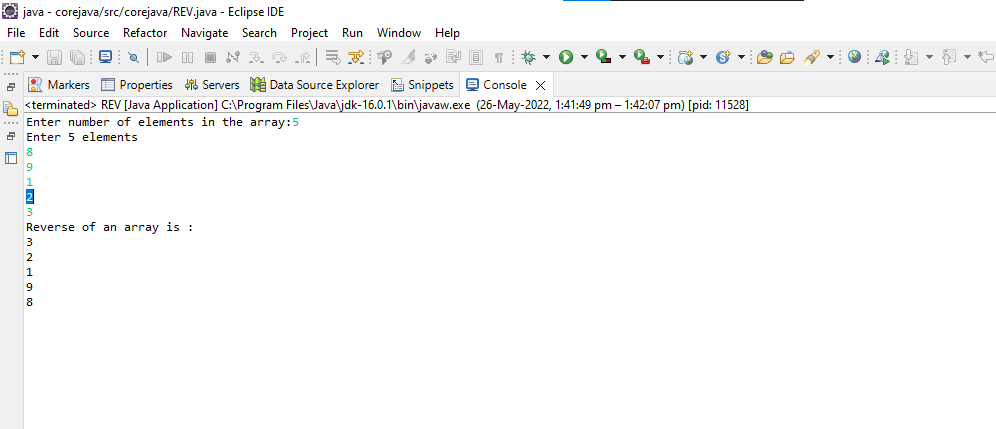 java - corejava/src/corejava/REV.java - Eclipse IDE
File Edit Source Refactor Navigate Search Project Run Window Help
Markers Properties Servers Data Source Explorer Snippets Console
<terminated> REV [Java Application] C:\Program Files\Java\jdk-16.0.1\bin\javaw.exe (26-May-2022, 1:41:49 pm – 1:42:07 pm) [pid: 11528]
Enter number of elements in the array:5
Enter 5 elements
8
9
1
2
3
Reverse of an array is :
3
2
1
9
8